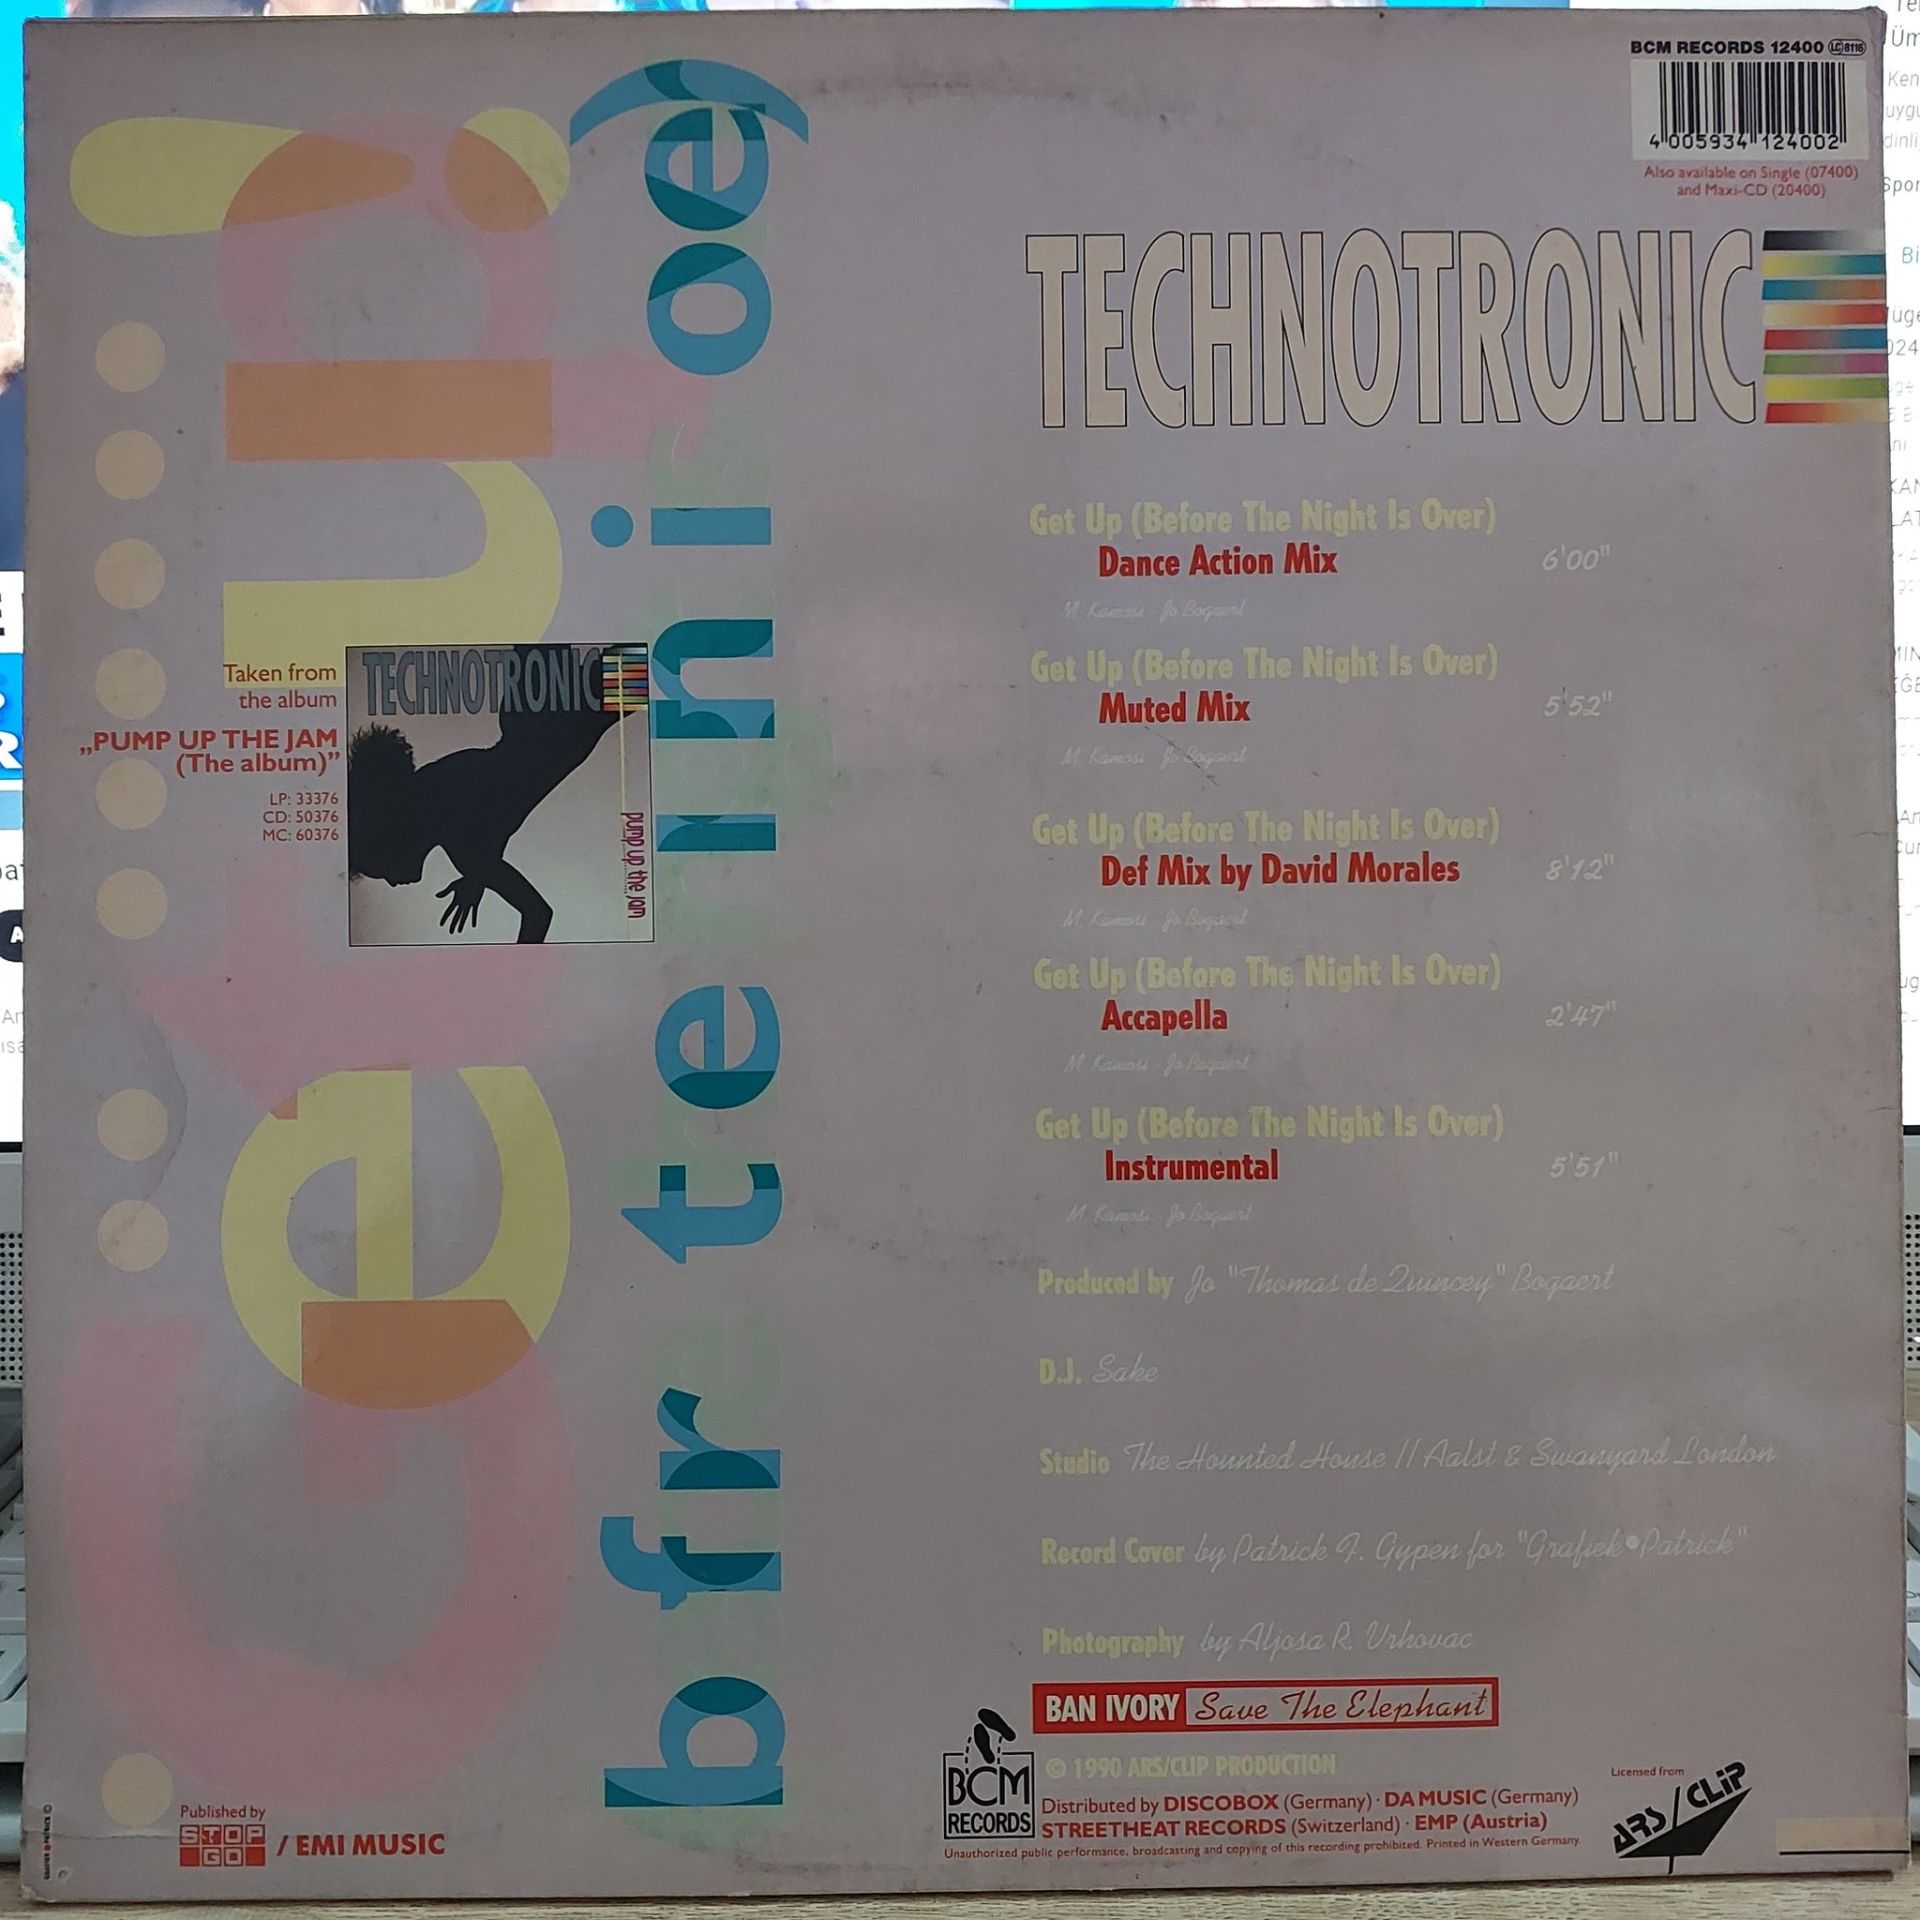 BCM RECORDS 12400 LC 8116
4 005934 124002
Also available on Single (07400)
and Maxi-CD (20400)
TECHNOTRONIC
Get Up (Before The Night Is Over)
Dance Action Mix 6'00"
M. Kamosi - Jo Bogaert
Get Up (Before The Night Is Over)
Muted Mix 5'52"
M. Kamosi - Jo Bogaert
Get Up (Before The Night Is Over)
Def Mix by David Morales 8'12"
M. Kamosi - Jo Bogaert
Get Up (Before The Night Is Over)
Accapella 2'47"
M. Kamosi - Jo Bogaert
Get Up (Before The Night Is Over)
Instrumental 5'51"
M. Kamosi - Jo Bogaert
Produced by Jo "Thomas de Quincey" Bogaert
D.J. Sake
Studio The Hounted House // Aalst & Swanyard London
Record Cover by Patrick F. Gypen for "Grafiek•Patrick"
Photography by Aljosa R. Vrhovac
BAN IVORY Save The Elephant
© 1990 ARS/CLIP PRODUCTION
BCM
RECORDS
Distributed by DISCOBOX (Germany) · DA MUSIC (Germany)
STREETHEAT RECORDS (Switzerland) · EMP (Austria)
Unauthorized public performance, broadcasting and copying of this recording prohibited. Printed in Western Germany.
Licensed from
ARS/CLIP
Get up!
Taken from
the album
„PUMP UP THE JAM
(The album)”
LP: 33376
CD: 50376
MC: 60376
TECHNOTRONIC
pump up the jam
Published by
STOP
GO / EMI MUSIC